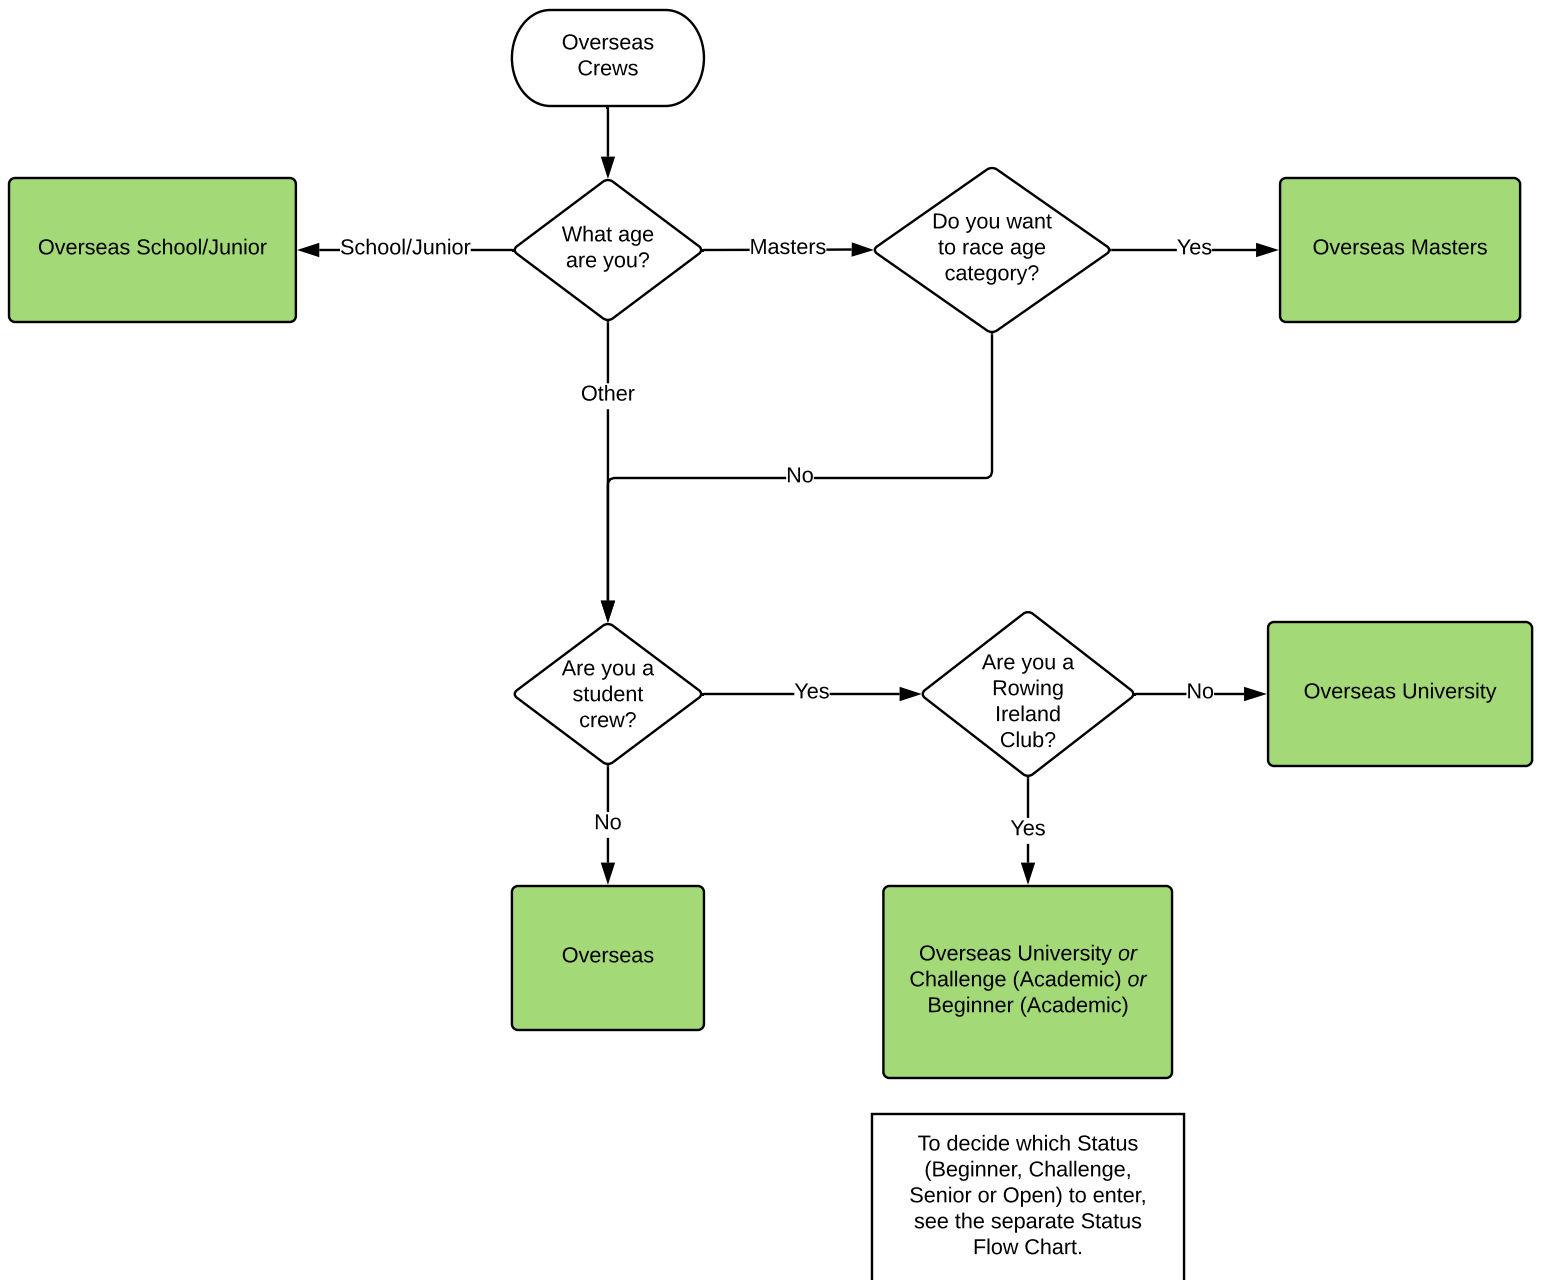 Overseas
Crews
Overseas School/Junior
School/Junior
What age
are you?
Masters
Do you want
to race age
category?
Yes
Overseas Masters
Other
No
Are you a
student
crew?
Yes
Are you a
Rowing
Ireland
Club?
No
Overseas University
No
Yes
Overseas
Overseas University or
Challenge (Academic) or
Beginner (Academic)
To decide which Status
(Beginner, Challenge,
Senior or Open) to enter,
see the separate Status
Flow Chart.